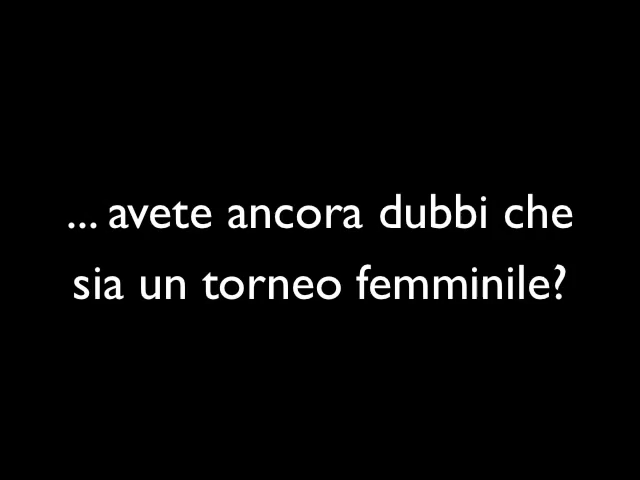 ... avete ancora dubbi che
sia un torneo femminile?